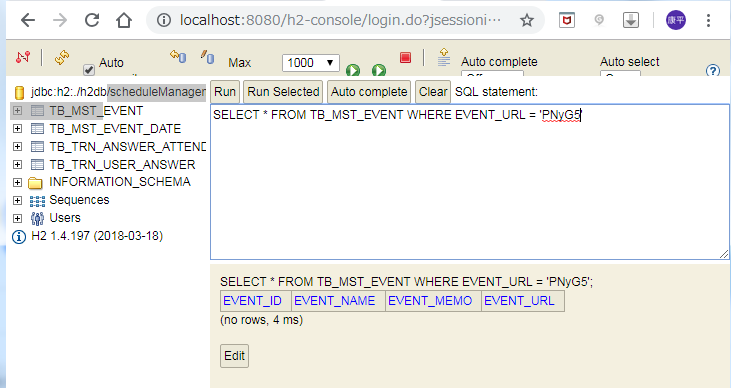 localhost:8080/h2-console/login.do?jsessioni...
康平
Auto
Max
1000
Auto complete
Auto select
jdbc:h2:./h2db/scheduleManager
TB_MST_EVENT
TB_MST_EVENT_DATE
TB_TRN_ANSWER_ATTEND
TB_TRN_USER_ANSWER
INFORMATION_SCHEMA
Sequences
Users
H2 1.4.197 (2018-03-18)
Run Run Selected Auto complete Clear SQL statement:
SELECT * FROM TB_MST_EVENT WHERE EVENT_URL = 'PNyG5'
SELECT * FROM TB_MST_EVENT WHERE EVENT_URL = 'PNyG5';
EVENT_ID EVENT_NAME EVENT_MEMO EVENT_URL
(no rows, 4 ms)
Edit